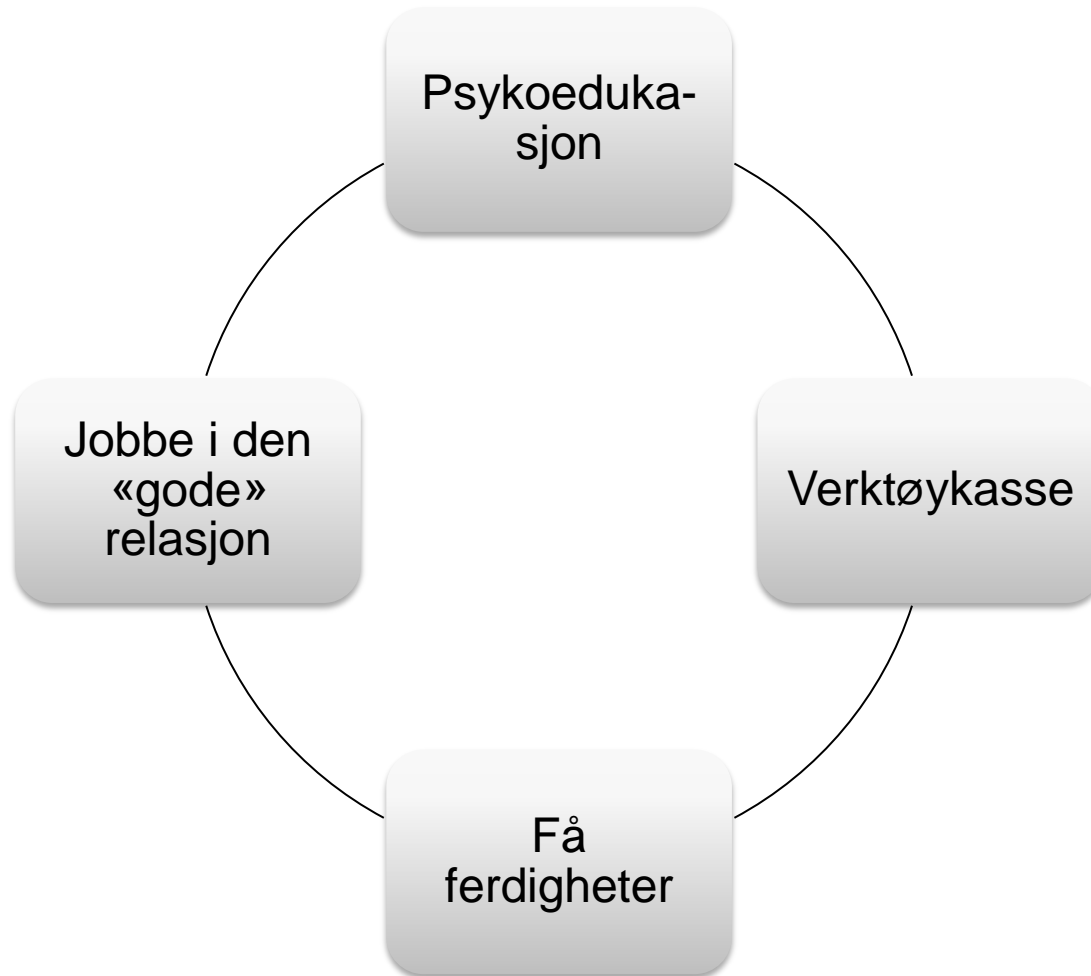 Psykoeduka-
sjon
Jobbe i den
«gode»
relasjon
Verktøykasse
Få
ferdigheter